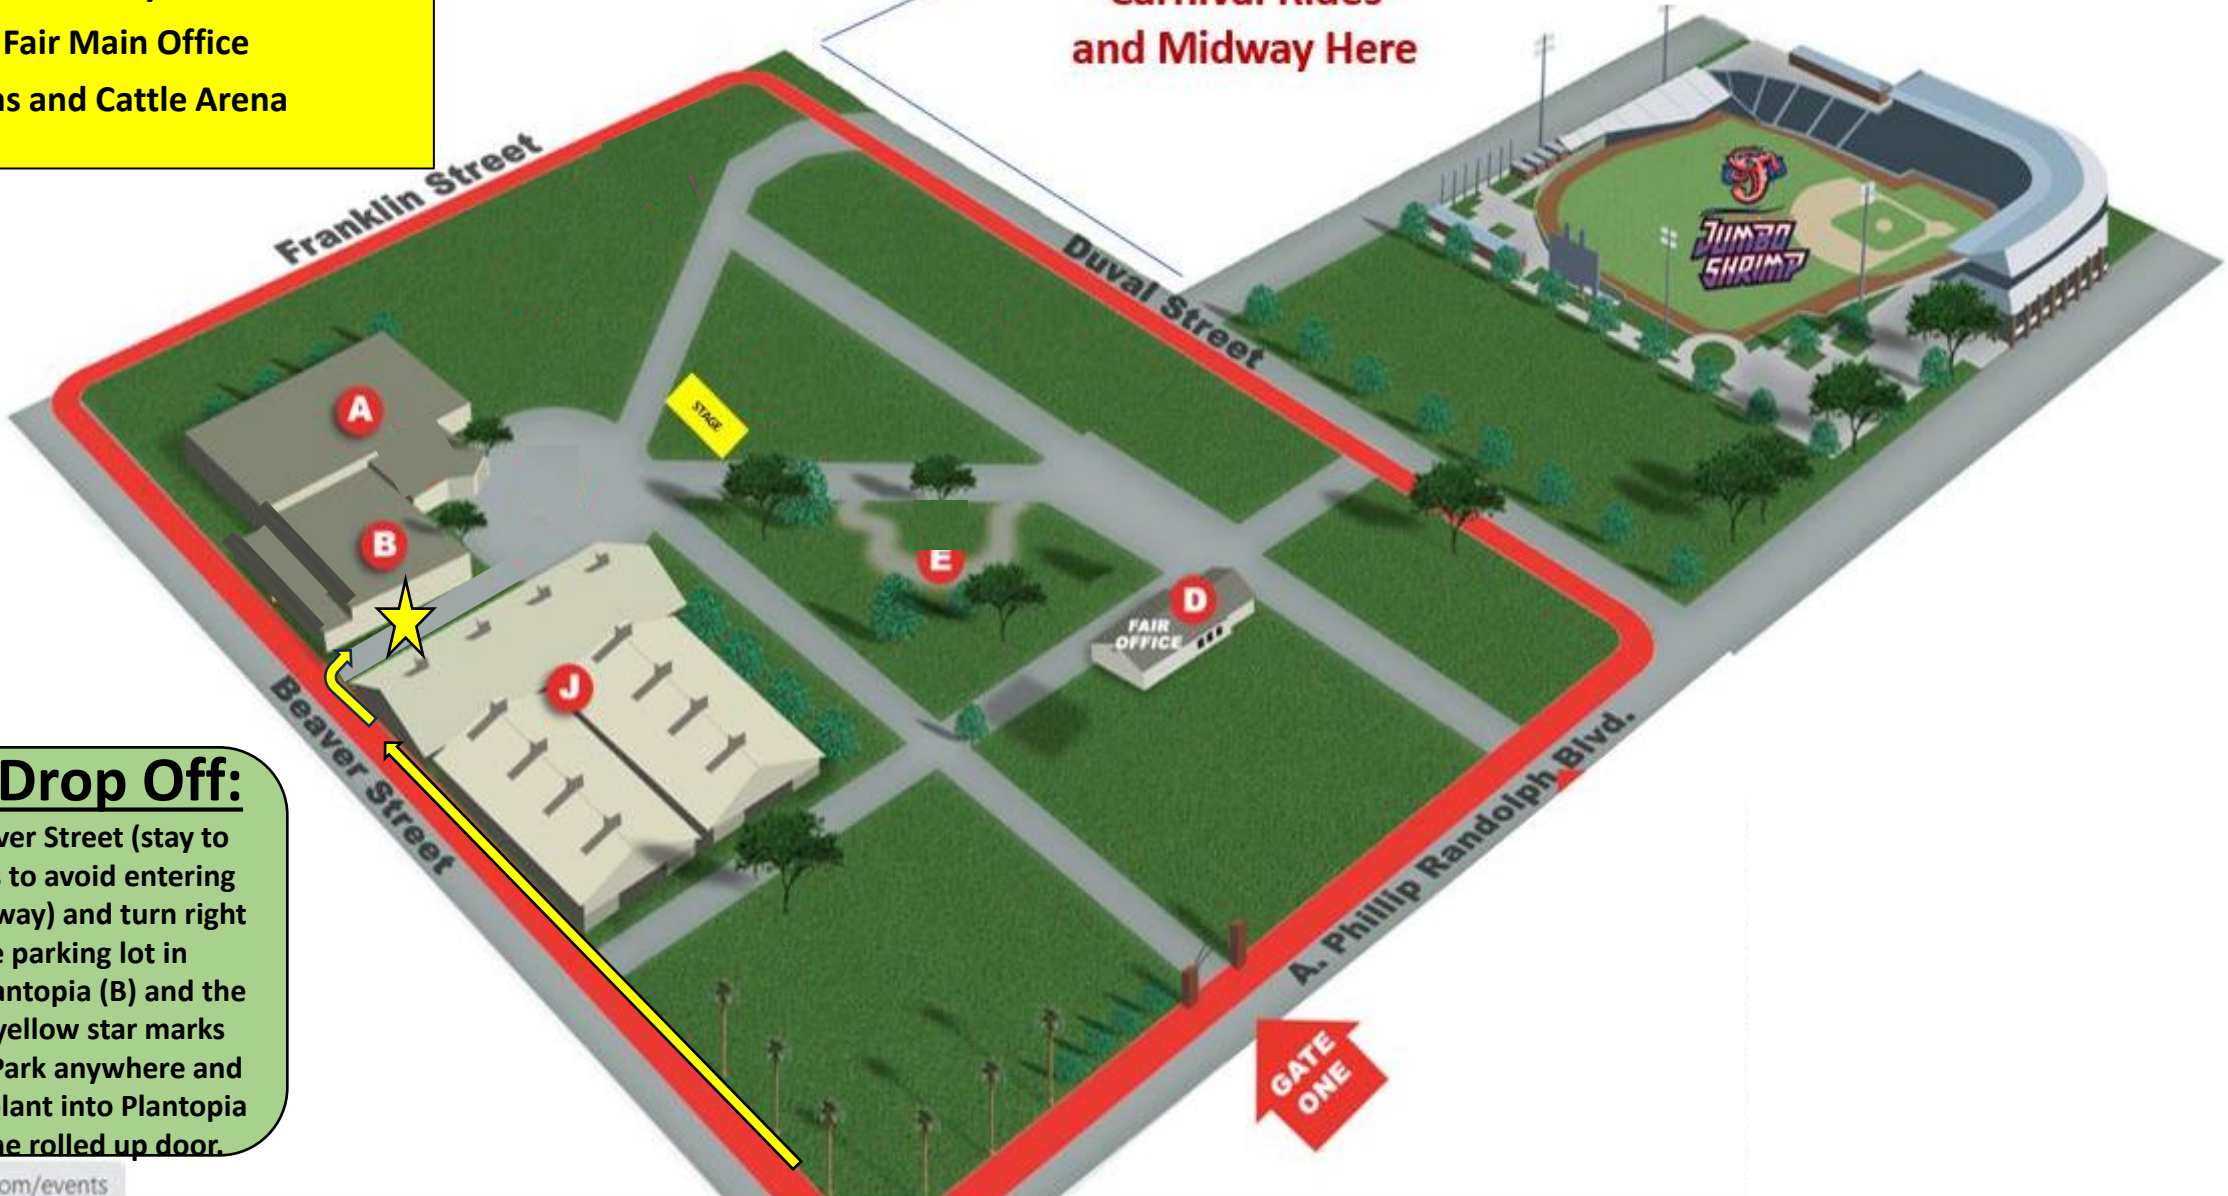 Fair Main Office
and Cattle Arena
Carnival Rides
and Midway Here
Franklin Street
Duval Street
JUMBO
SHRIMP
A
STAGE
B
E
D
FAIR
OFFICE
J
Beaver Street
A. Phillip Randolph Blvd.
GATE
ONE
Drop Off:
ver Street (stay to
to avoid entering
way) and turn right
e parking lot in
antopia (B) and the
yellow star marks
Park anywhere and
lant into Plantopia
he rolled up door.
om/events